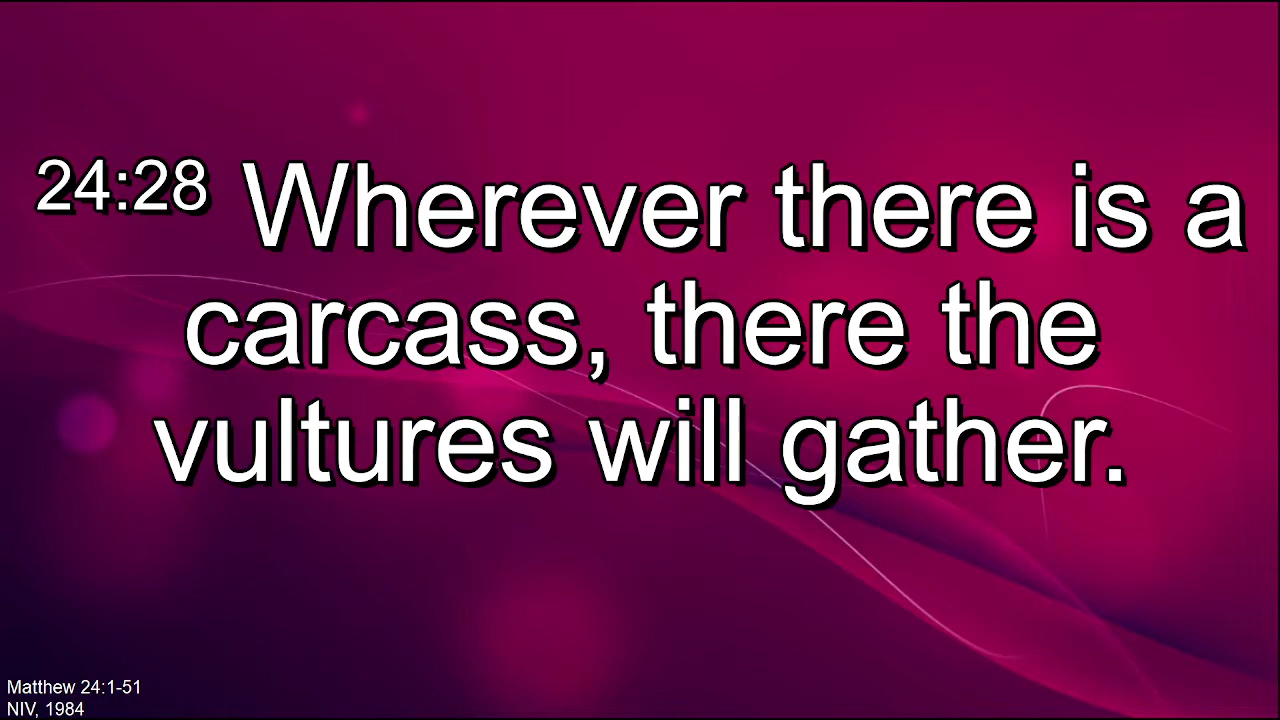 24:28 Wherever there is a
carcass, there the
vultures will gather.
Matthew 24:1-51
NIV, 1984